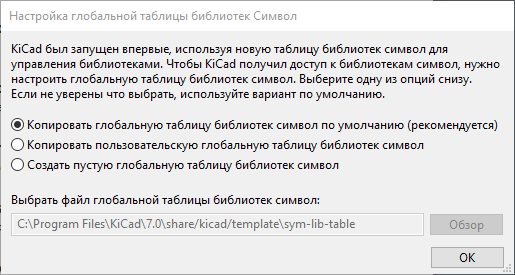 Настройка глобальной таблицы библиотек Символ
KiCad был запущен впервые, используя новую таблицу библиотек символ для
управления библиотеками. Чтобы KiCad получил доступ к библиотекам символ, нужно
настроить глобальную таблицу библиотек символ. Выберите одну из опций снизу.
Если не уверены что выбрать, используйте вариант по умолчанию.
Копировать глобальную таблицу библиотек символ по умолчанию (рекомендуется)
Копировать пользовательскую глобальную таблицу библиотек символ
Создать пустую глобальную таблицу библиотек символ
Выбрать файл глобальной таблицы библиотек символ:
C:\Program Files\KiCad\7.0\share/kicad/template\sym-lib-table
Обзор
OK